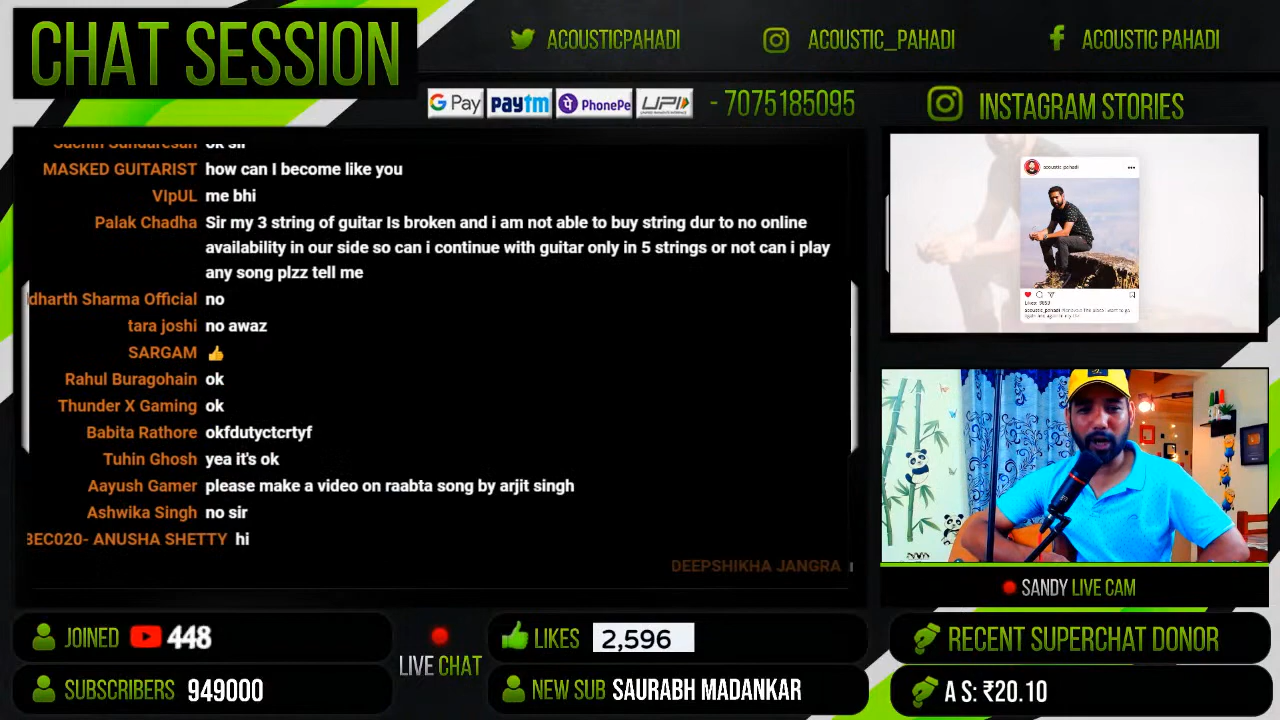 CHAT SESSION
ACOUSTICPAHADI
ACOUSTIC_PAHADI
ACOUSTIC PAHADI
G Pay
paytm
PhonePe
UPI
- 7075185095
INSTAGRAM STORIES
Sachin Sundaresan ok sir
MASKED GUITARIST how can I become like you
VIpUL me bhi
Palak Chadha Sir my 3 string of guitar Is broken and i am not able to buy string dur to no online
availability in our side so can i continue with guitar only in 5 strings or not can i play
any song plzz tell me
dharth Sharma Official no
tara joshi no awaz
SARGAM 👍
Rahul Buragohain ok
Thunder X Gaming ok
Babita Rathore okfdutyctcrtyf
Tuhin Ghosh yea it's ok
Aayush Gamer please make a video on raabta song by arjit singh
Ashwika Singh no sir
BEC020- ANUSHA SHETTY hi
DEEPSHIKHA JANGRA
acoustic_pahadi
acoustic_pahadi
SANDY LIVE CAM
JOINED 448
SUBSCRIBERS 949000
LIVE CHAT
LIKES 2,596
NEW SUB SAURABH MADANKAR
RECENT SUPERCHAT DONOR
A S: ₹20.10